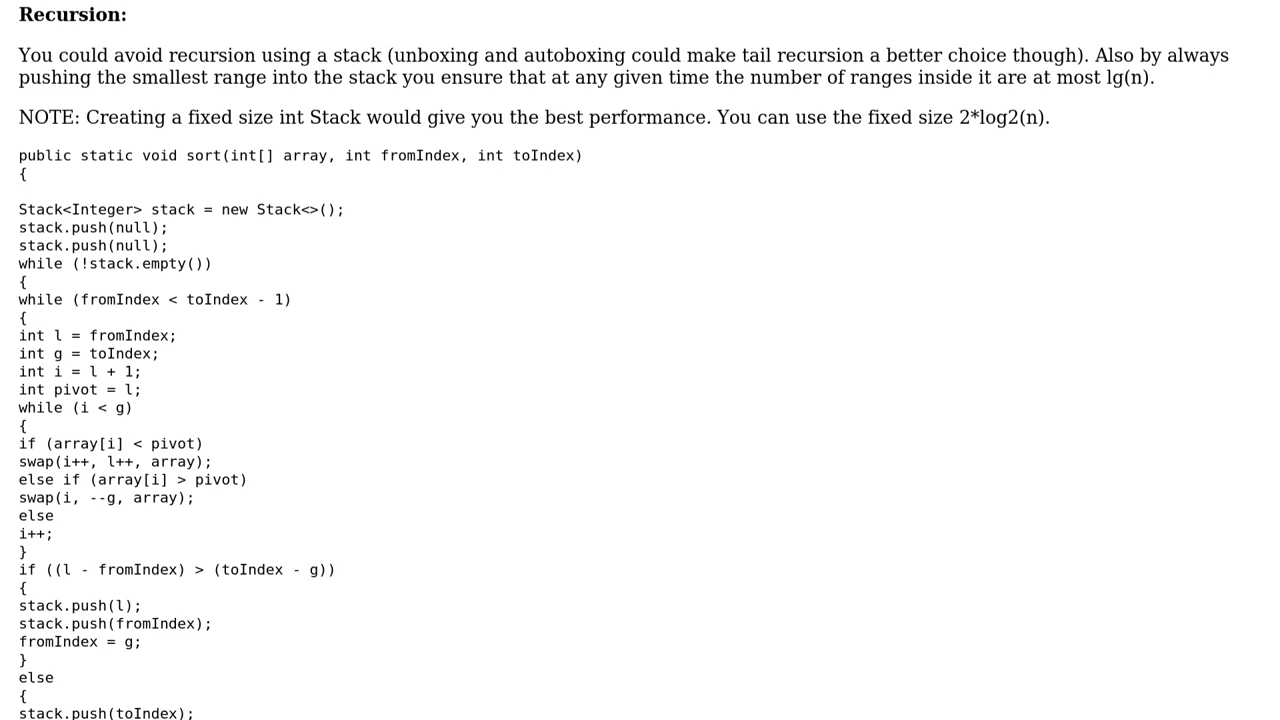 Recursion:
You could avoid recursion using a stack (unboxing and autoboxing could make tail recursion a better choice though). Also by always
pushing the smallest range into the stack you ensure that at any given time the number of ranges inside it are at most lg(n).
NOTE: Creating a fixed size int Stack would give you the best performance. You can use the fixed size 2*log2(n).
public static void sort(int[] array, int fromIndex, int toIndex)
{
Stack<Integer> stack = new Stack<>();
stack.push(null);
stack.push(null);
while (!stack.empty())
{
while (fromIndex < toIndex - 1)
{
int l = fromIndex;
int g = toIndex;
int i = l + 1;
int pivot = l;
while (i < g)
{
if (array[i] < pivot)
swap(i++, l++, array);
else if (array[i] > pivot)
swap(i, --g, array);
else
i++;
}
if ((l - fromIndex) > (toIndex - g))
{
stack.push(l);
stack.push(fromIndex);
fromIndex = g;
}
else
{
stack.push(toIndex);